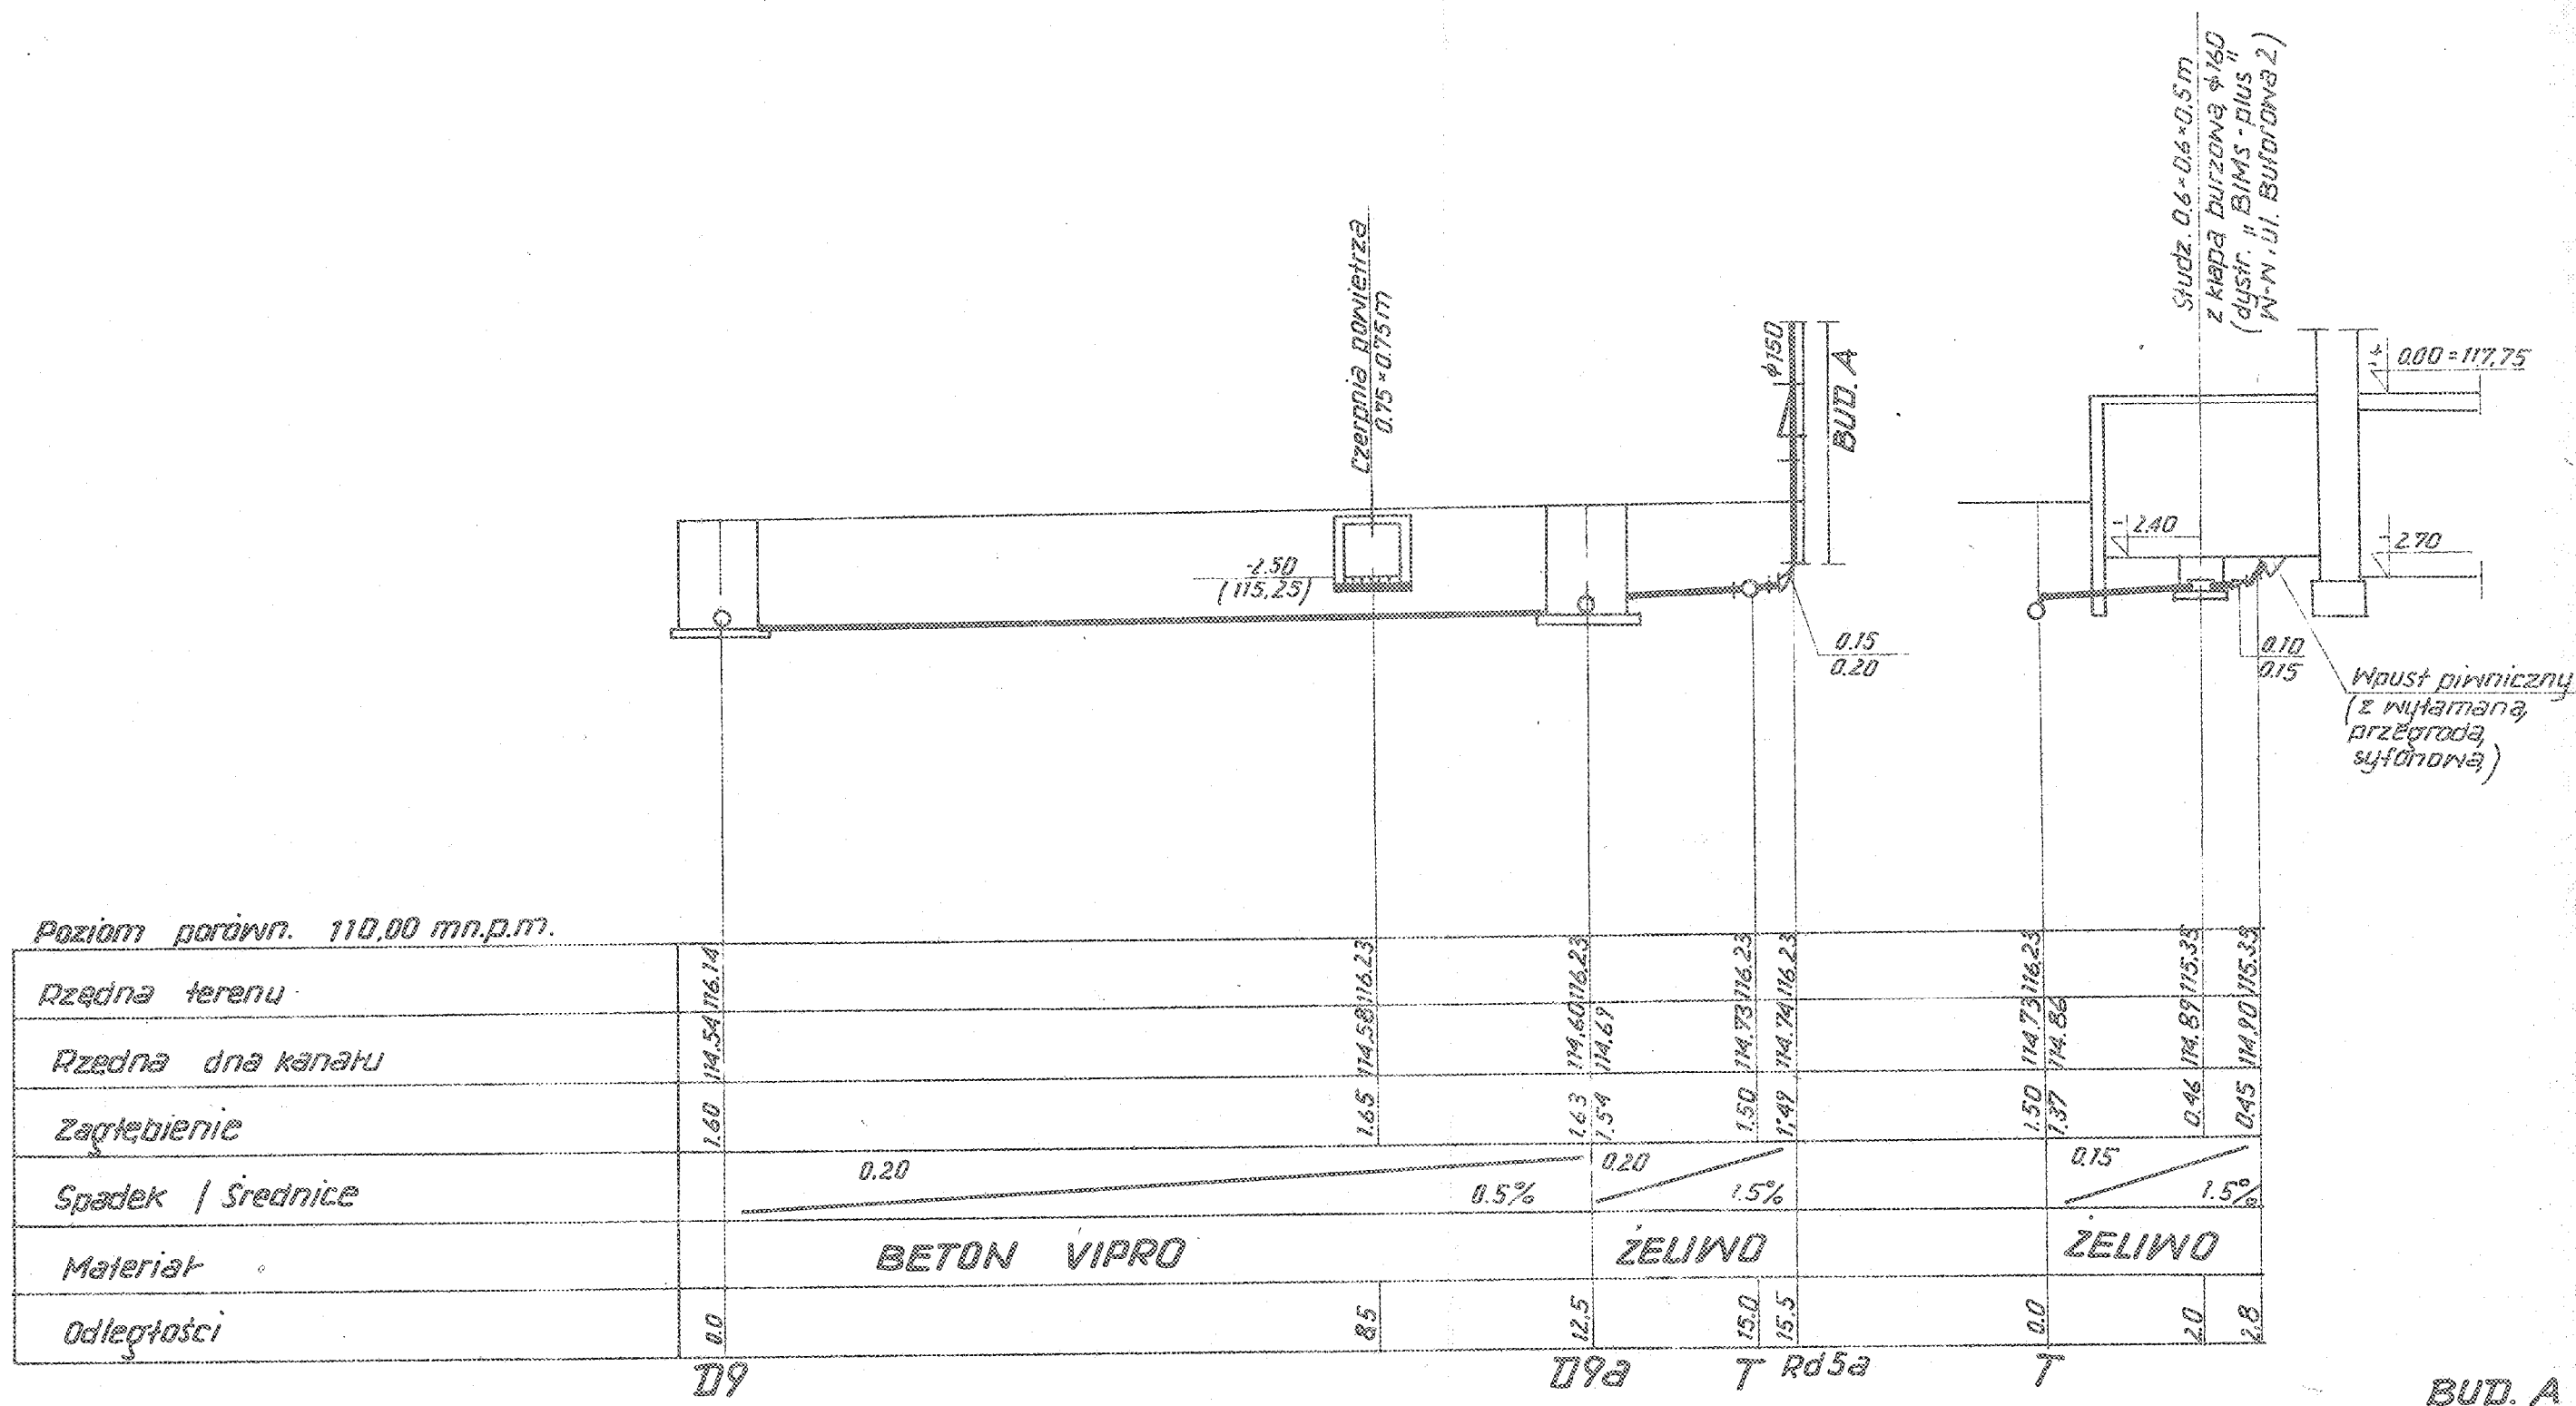 Studz. 0.6×0.6×0.5m
z klapą burzową φ160
(dystr. "BIMS-plus"
W-w, ul. Buforowa 2)
Czerpnia powietrza
0.75×0.75m
φ150
BUD. A
± 0.00=117,75
-2.40
-2.70
-2.50
(115,25)
0.15
0.20
0.10
0.15
Wpust piwniczny
(z wyłamaną
przegrodą
syfonową)
Poziom porówn. 110,00 mn.p.m.
Rzędna terenu 116.14 116.23 116.23 116.23 116.23 116.23 115.35 115.35
Rzędna dna kanału 114.54 114.58 114.60 114.69 114.73 114.74 114.73 114.86 114.89 114.90
Zagłębienie 1.60 1.65 1.63 1.54 1.50 1.49 1.50 1.37 0.46 0.45
Spadek / Średnice 0.20 0.5% 0.20 1.5% 0.15 1.5%
Materiał BETON VIPRO ŻELIWO ŻELIWO
Odległości 0.0 8.5 12.5 15.0 15.5 0.0 2.0 2.8
D9 D9a T Rd5a T
BUD. A